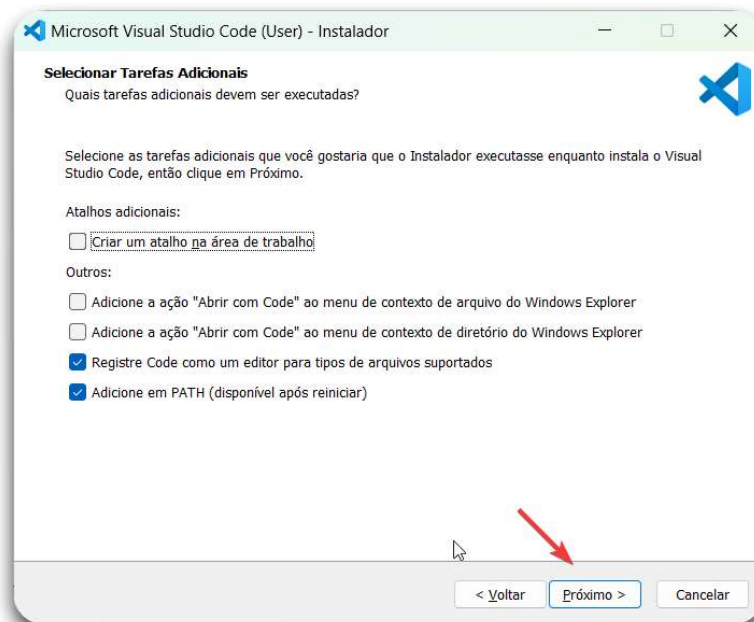 Microsoft Visual Studio Code (User) - Instalador
Selecionar Tarefas Adicionais
Quais tarefas adicionais devem ser executadas?
Selecione as tarefas adicionais que você gostaria que o Instalador executasse enquanto instala o Visual
Studio Code, então clique em Próximo.
Atalhos adicionais:
Criar um atalho na área de trabalho
Outros:
Adicione a ação "Abrir com Code" ao menu de contexto de arquivo do Windows Explorer
Adicione a ação "Abrir com Code" ao menu de contexto de diretório do Windows Explorer
Registre Code como um editor para tipos de arquivos suportados
Adicione em PATH (disponível após reiniciar)
< Voltar Próximo > Cancelar